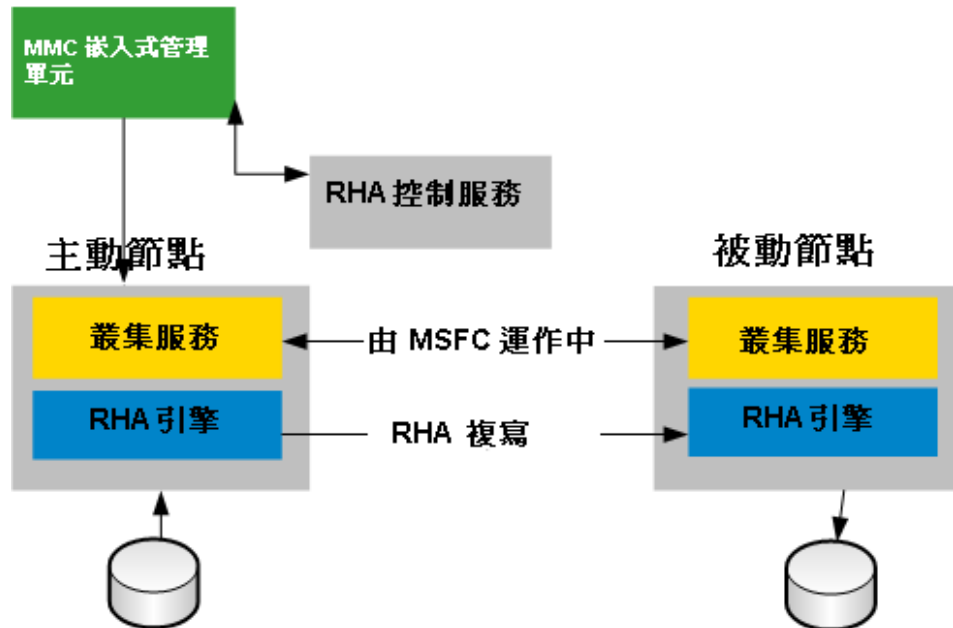 MMC 嵌入式管理
單元
RHA 控制服務
主動節點
被動節點
叢集服務
由 MSFC 運作中
叢集服務
RHA 引擎
RHA 複寫
RHA 引擎